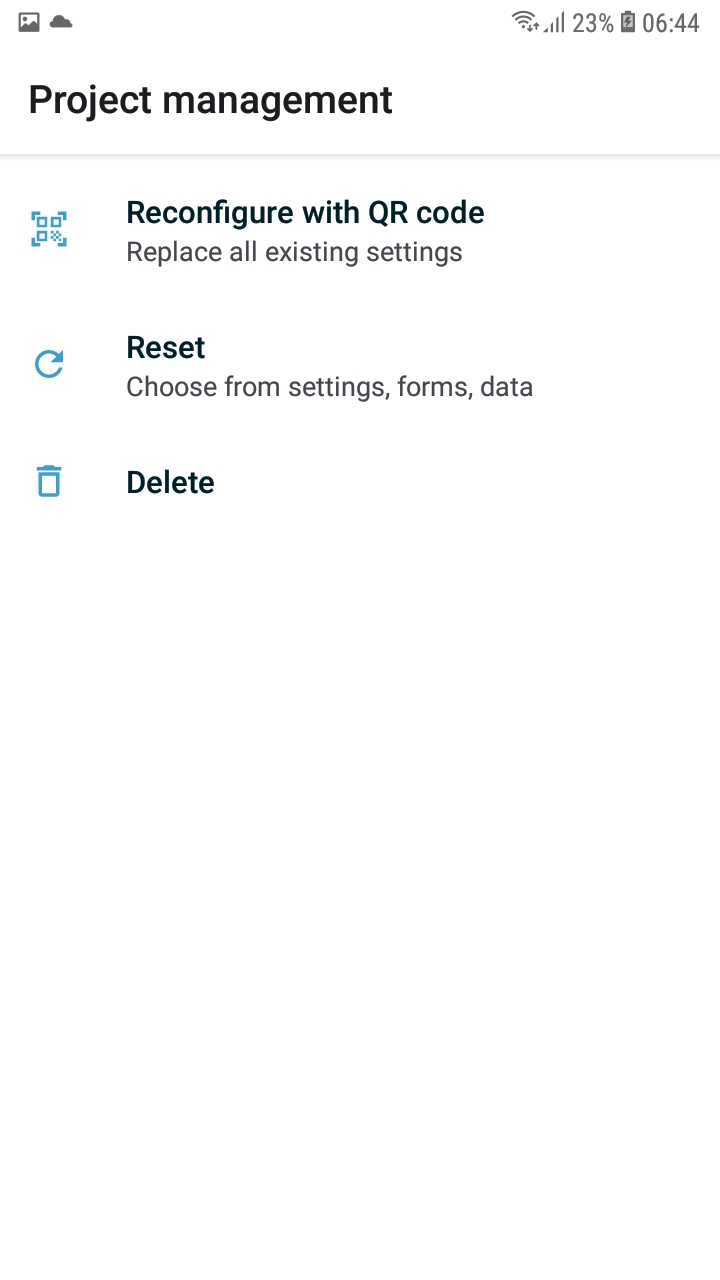 23% 06:44
Project management
Reconfigure with QR code
Replace all existing settings
Reset
Choose from settings, forms, data
Delete